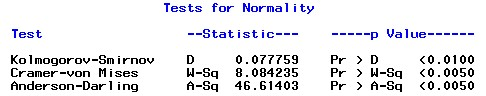 Tests for Normality
Test --Statistic--- -----p Value------
Kolmogorov-Smirnov D 0.077759 Pr > D <0.0100
Cramer-von Mises W-Sq 8.084235 Pr > W-Sq <0.0050
Anderson-Darling A-Sq 46.61403 Pr > A-Sq <0.0050